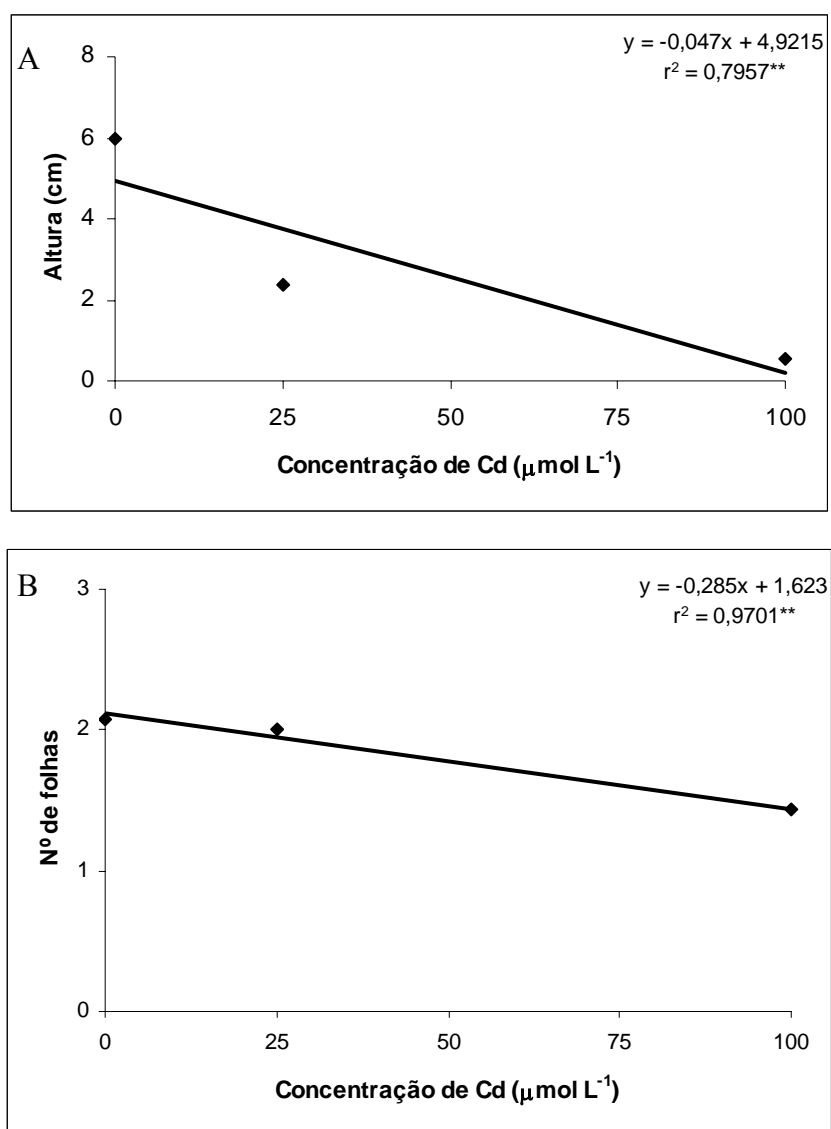 A
y = -0,047x + 4,9215
r² = 0,7957**
8
6
4
2
0
Altura (cm)
0 25 50 75 100
Concentração de Cd (μmol L⁻¹)
B
y = -0,285x + 1,623
r² = 0,9701**
3
2
1
0
Nº de folhas
0 25 50 75 100
Concentração de Cd (μmol L⁻¹)